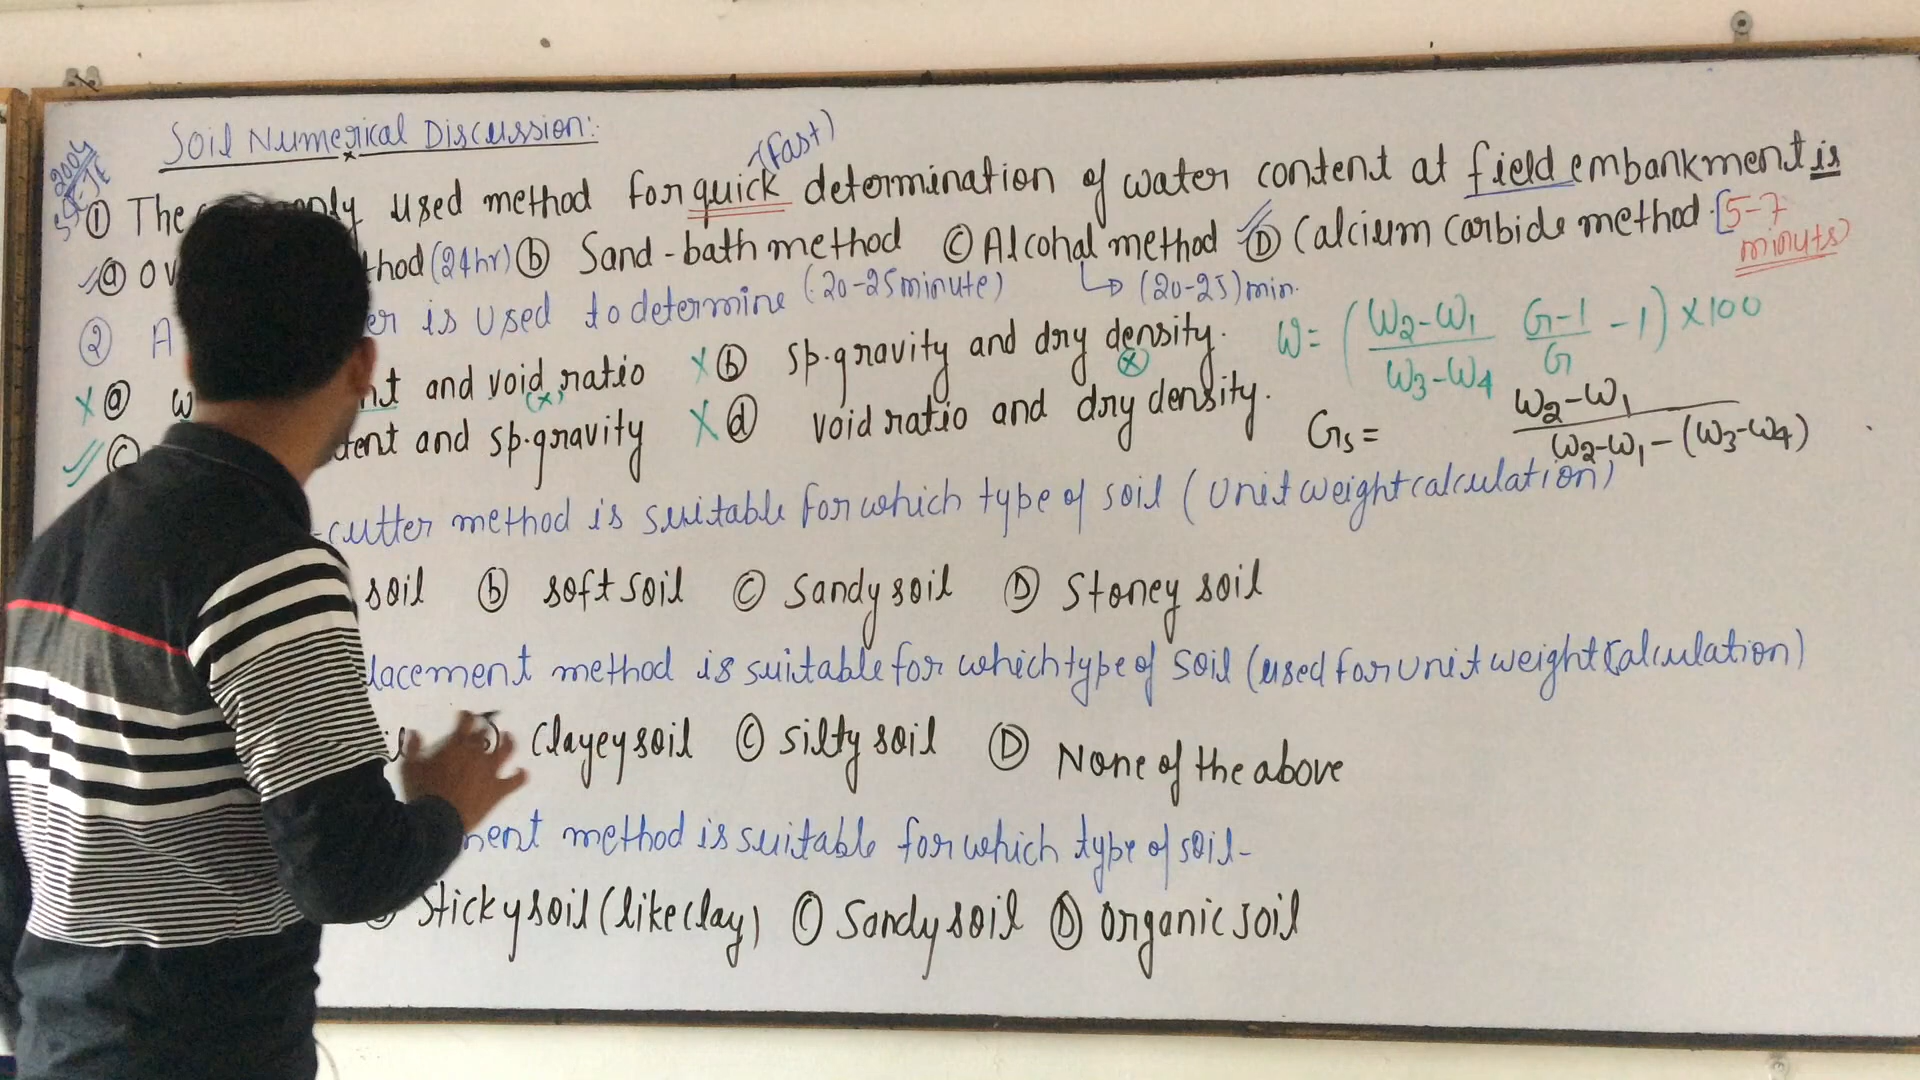 2004
SSC-JE
Soil Numerical Discussion:
(fast)
① The only used method for quick determination of water content at field embankment is
ⓐ ov thod (24hr) ⓑ Sand-bath method ⓒ Alcohal method Ⓓ Calcium Carbide method. [5-7 minuts)
(20-25 minute) ↳ (20-25) min.
② A er is used to determine
x ⓐ w nt and void ratio x ⓑ sp.gravity and dry density.
(x) (x)
ⓒ tent and sp.gravity x ⓓ void ratio and dry density.
W = (W2-W1/W3-W4 G-1/G -1) x100
Gs = W2-W1/W2-W1-(W3-W4)
-cutter method is suitable for which type of soil (unit weight calculation)
soil ⓑ soft soil ⓒ Sandy soil Ⓓ Stoney soil
lacement method is suitable for which type of soil (used for unit weight Calculation)
il ⓑ Clayey soil ⓒ silty soil Ⓓ None of the above
ment method is suitable for which type of soil-
Sticky soil (like clay) ⓒ Sandy soil Ⓓ Organic soil